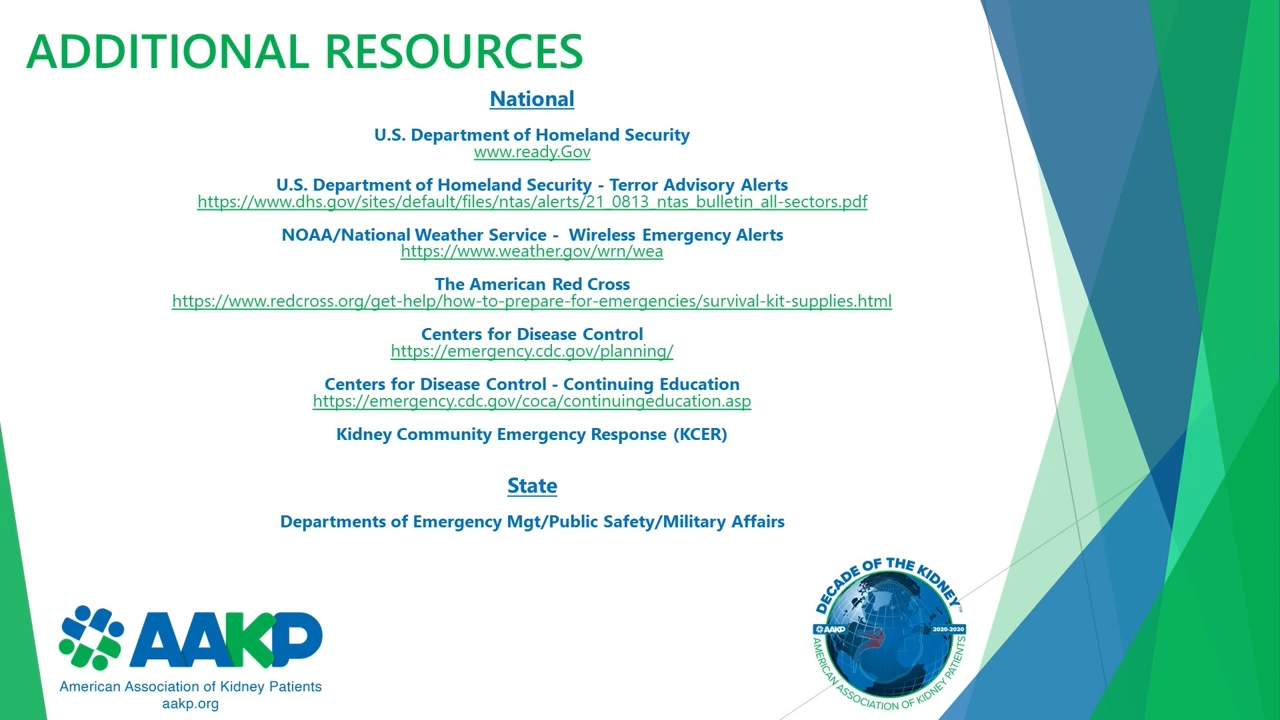 ADDITIONAL RESOURCES
National
U.S. Department of Homeland Security
www.ready.Gov
U.S. Department of Homeland Security - Terror Advisory Alerts
https://www.dhs.gov/sites/default/files/ntas/alerts/21_0813_ntas_bulletin_all-sectors.pdf
NOAA/National Weather Service - Wireless Emergency Alerts
https://www.weather.gov/wrn/wea
The American Red Cross
https://www.redcross.org/get-help/how-to-prepare-for-emergencies/survival-kit-supplies.html
Centers for Disease Control
https://emergency.cdc.gov/planning/
Centers for Disease Control - Continuing Education
https://emergency.cdc.gov/coca/continuingeducation.asp
Kidney Community Emergency Response (KCER)
State
Departments of Emergency Mgt/Public Safety/Military Affairs
AAKP
American Association of Kidney Patients
aakp.org
DECADE OF THE KIDNEY™
AAKP
2020-2030
AMERICAN ASSOCIATION OF KIDNEY PATIENTS